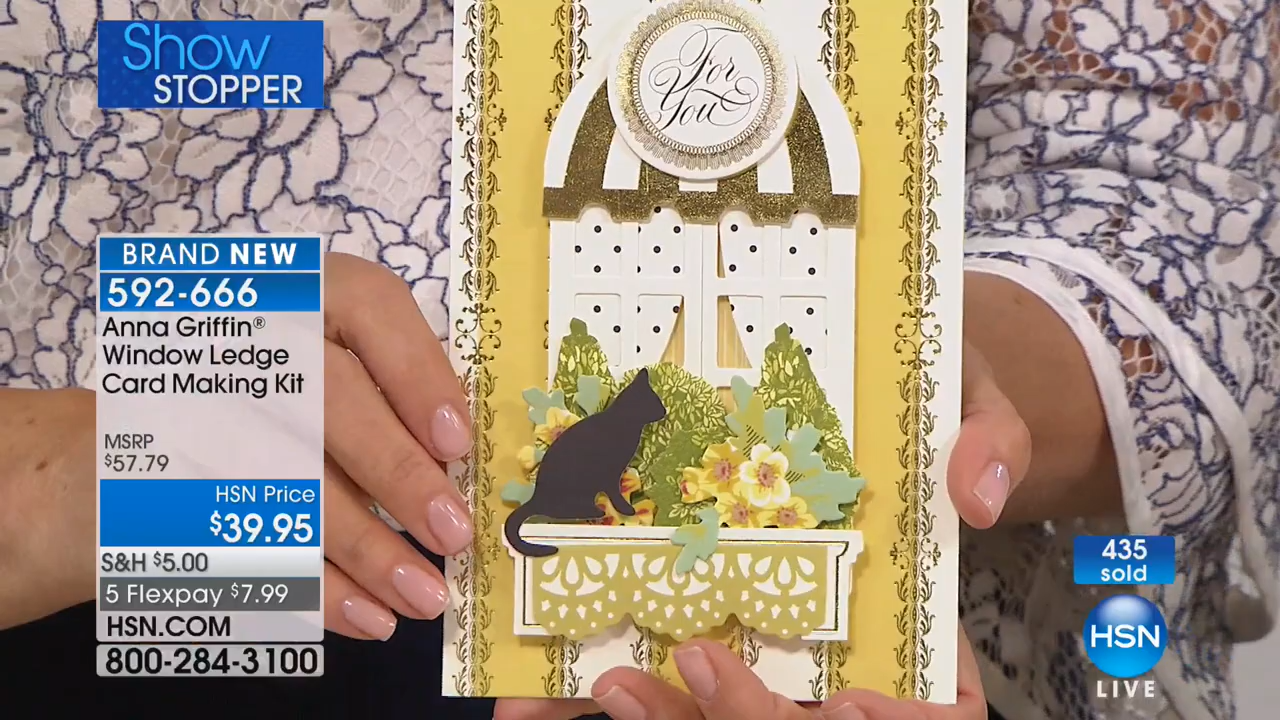 Show
STOPPER
BRAND NEW
592-666
Anna Griffin®
Window Ledge
Card Making Kit
MSRP
$57.79
HSN Price
$39.95
S&H $5.00
5 Flexpay $7.99
HSN.COM
800-284-3100
For
You
435
sold
HSN
LIVE